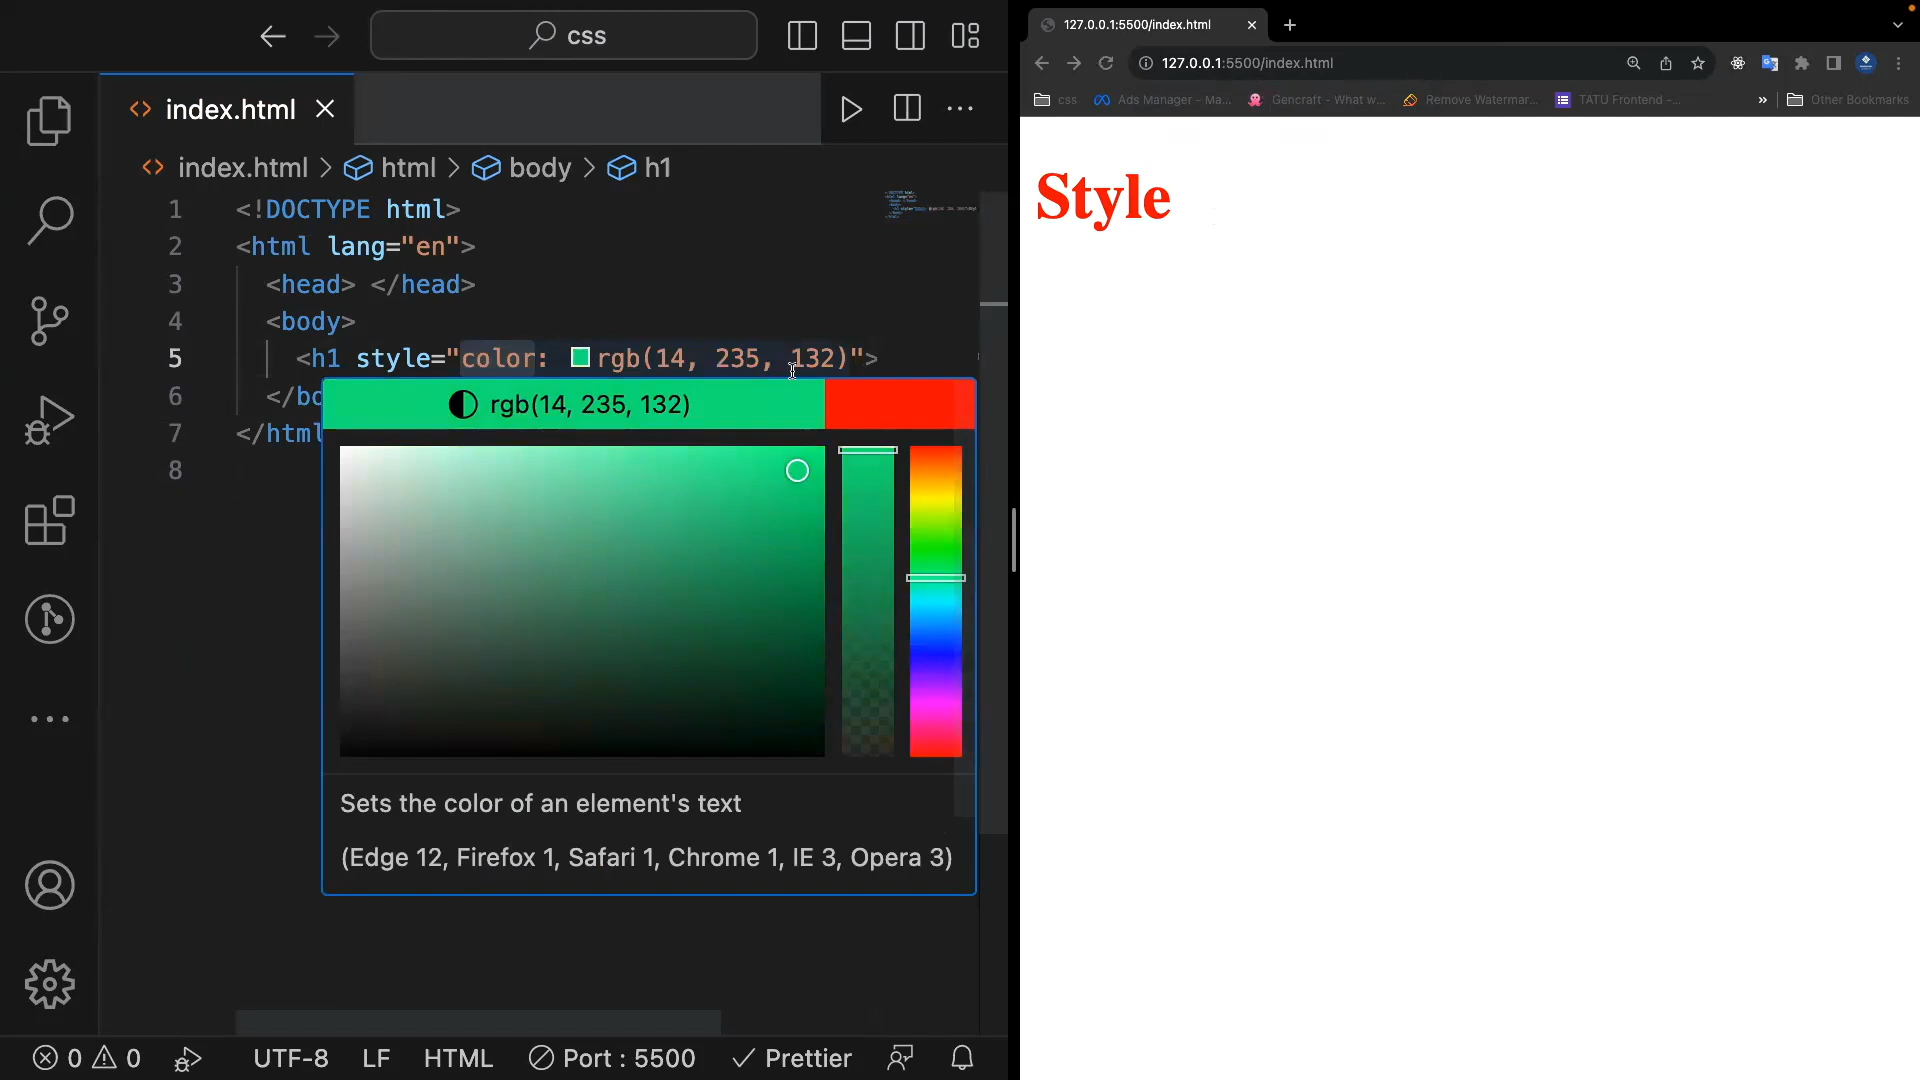 css
index.html
index.html > html > body > h1
1 <!DOCTYPE html>
2 <html lang="en">
3 <head> </head>
4 <body>
5 <h1 style="color: rgb(14, 235, 132)">
6 </bo
7 </html
8
rgb(14, 235, 132)
Sets the color of an element's text
(Edge 12, Firefox 1, Safari 1, Chrome 1, IE 3, Opera 3)
0 0 UTF-8 LF HTML Port : 5500 Prettier
127.0.0.1:5500/index.html
127.0.0.1:5500/index.html
css Ads Manager - Ma... Gencraft - What w... Remove Watermar... TATU Frontend -... » Other Bookmarks
Style